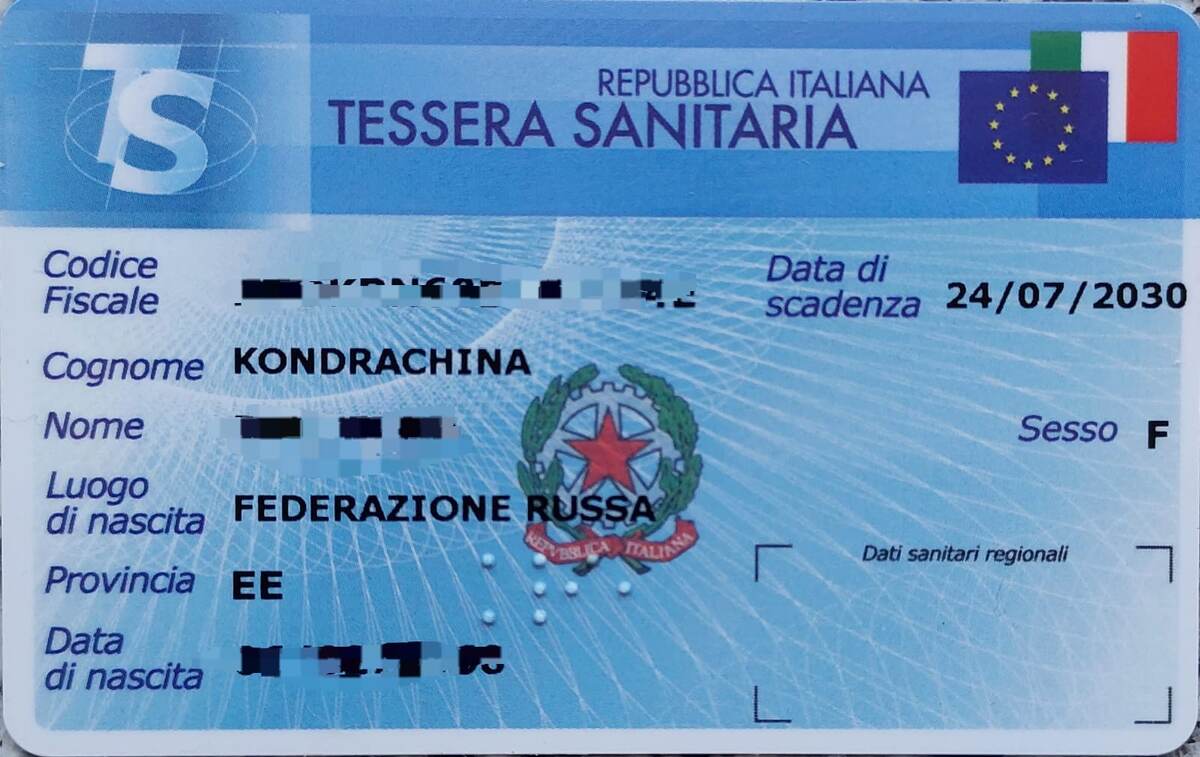 TS
REPUBBLICA ITALIANA
TESSERA SANITARIA
Codice
Fiscale
Data di
scadenza 24/07/2030
Cognome KONDRACHINA
Nome
Sesso F
Luogo
di nascita FEDERAZIONE RUSSA
REPVBBLICA ITALIANA
Dati sanitari regionali
Provincia EE
Data
di nascita